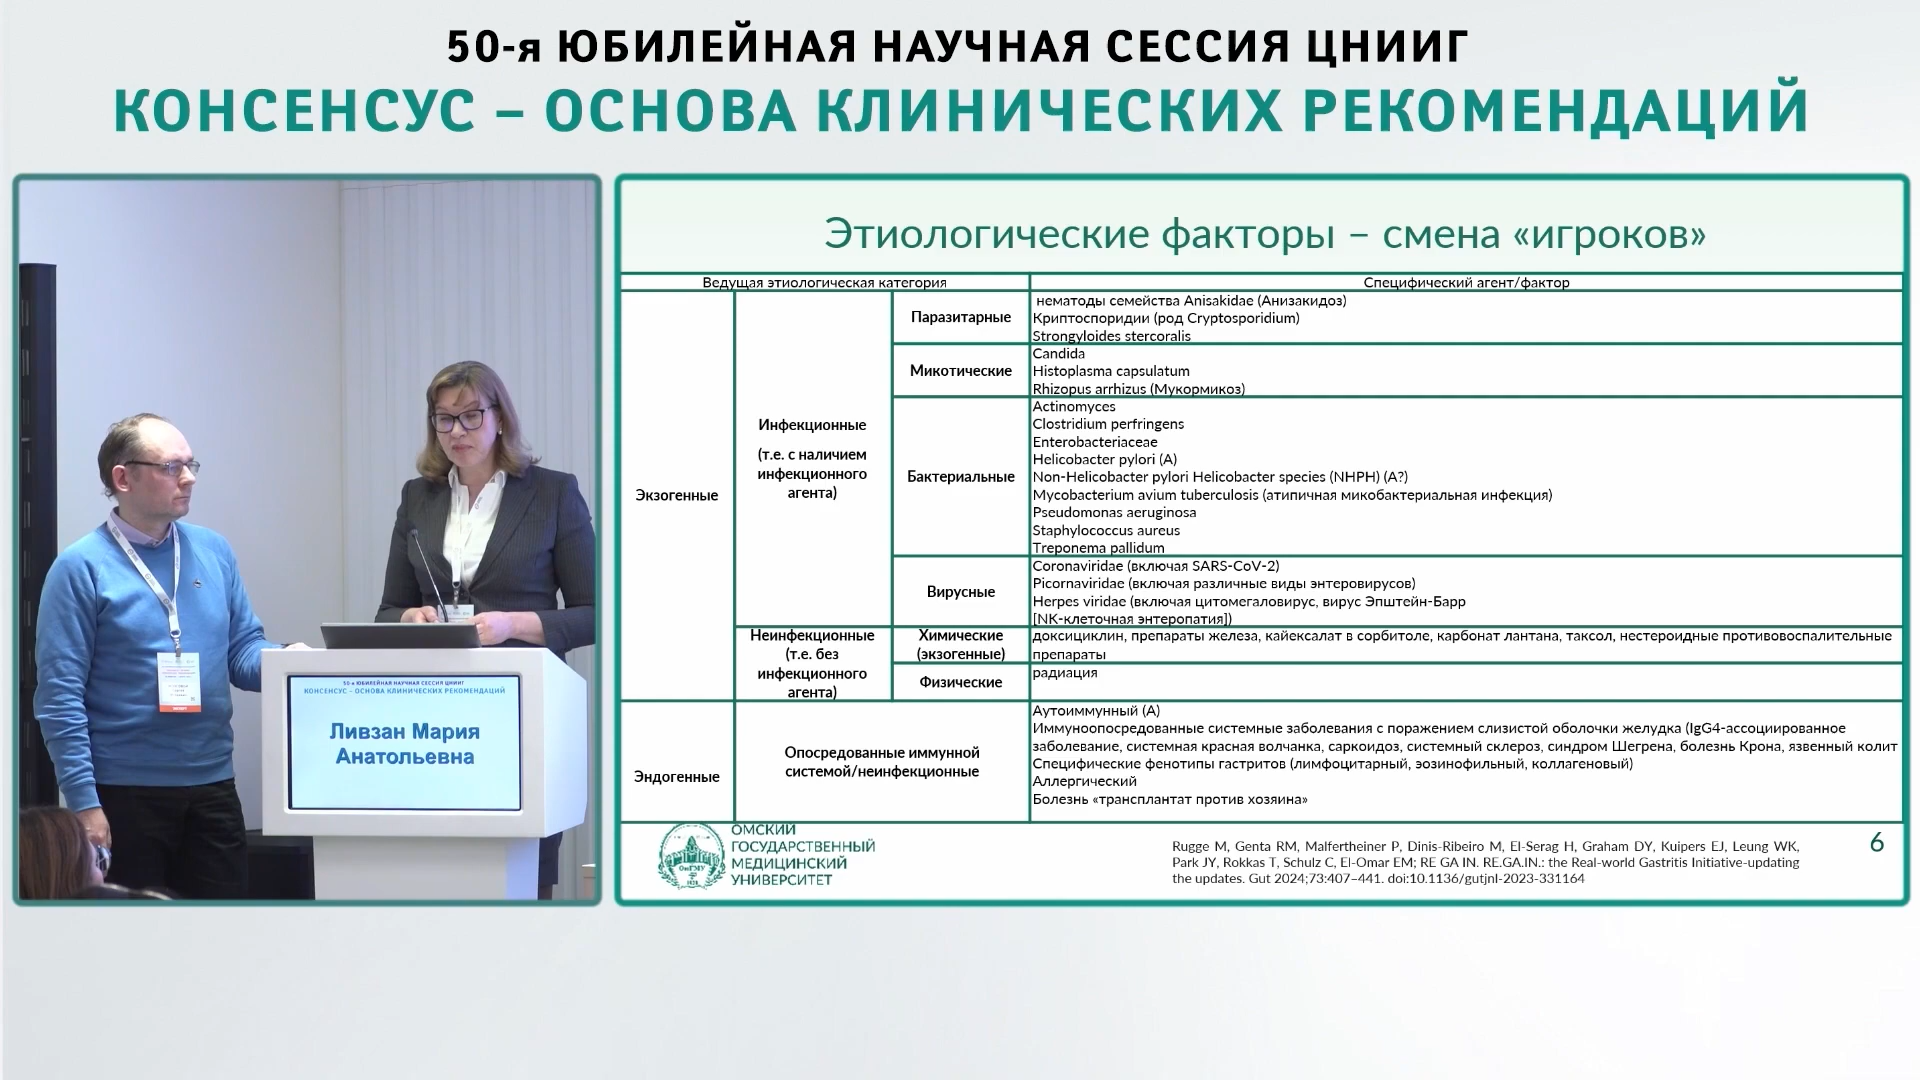 50-я ЮБИЛЕЙНАЯ НАУЧНАЯ СЕССИЯ ЦНИИГ
КОНСЕНСУС – ОСНОВА КЛИНИЧЕСКИХ РЕКОМЕНДАЦИЙ
50-я ЮБИЛЕЙНАЯ НАУЧНАЯ СЕССИЯ ЦНИИГ
КОНСЕНСУС – ОСНОВА КЛИНИЧЕСКИХ РЕКОМЕНДАЦИЙ
Ливзан Мария
Анатольевна
Этиологические факторы – смена «игроков»
Ведущая этиологическая категория
Специфический агент/фактор
Экзогенные
Инфекционные
(т.е. с наличием
инфекционного
агента)
Паразитарные
нематоды семейства Anisakidae (Анизакидоз)
Криптоспоридии (род Cryptosporidium)
Strongyloides stercoralis
Микотические
Candida
Histoplasma capsulatum
Rhizopus arrhizus (Мукормикоз)
Бактериальные
Actinomyces
Clostridium perfringens
Enterobacteriaceae
Helicobacter pylori (A)
Non-Helicobacter pylori Helicobacter species (NHPH) (A?)
Mycobacterium avium tuberculosis (атипичная микобактериальная инфекция)
Pseudomonas aeruginosa
Staphylococcus aureus
Treponema pallidum
Вирусные
Coronaviridae (включая SARS-CoV-2)
Picornaviridae (включая различные виды энтеровирусов)
Herpes viridae (включая цитомегаловирус, вирус Эпштейн-Барр
[NK-клеточная энтеропатия])
Неинфекционные
(т.е. без
инфекционного
агента)
Химические
(экзогенные)
доксициклин, препараты железа, кайексалат в сорбитоле, карбонат лантана, таксол, нестероидные противовоспалительные
препараты
Физические
радиация
Эндогенные
Опосредованные иммунной
системой/неинфекционные
Аутоиммунный (А)
Иммуноопосредованные системные заболевания с поражением слизистой оболочки желудка (IgG4-ассоциированное
заболевание, системная красная волчанка, саркоидоз, системный склероз, синдром Шегрена, болезнь Крона, язвенный колит
Специфические фенотипы гастритов (лимфоцитарный, эозинофильный, коллагеновый)
Аллергический
Болезнь «трансплантат против хозяина»
ОМСКИЙ
ГОСУДАРСТВЕННЫЙ
МЕДИЦИНСКИЙ
УНИВЕРСИТЕТ
Rugge M, Genta RM, Malfertheiner P, Dinis-Ribeiro M, El-Serag H, Graham DY, Kuipers EJ, Leung WK,
Park JY, Rokkas T, Schulz C, El-Omar EM; RE GA IN. RE.GA.IN.: the Real-world Gastritis Initiative-updating
the updates. Gut 2024;73:407–441. doi:10.1136/gutjnl-2023-331164
6